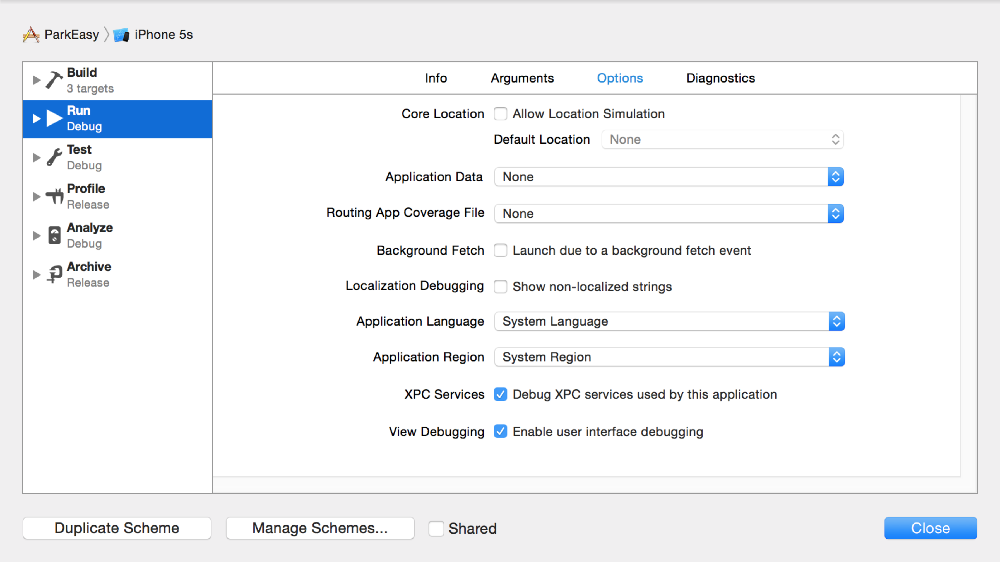 ParkEasy iPhone 5s
Build
3 targets
Run
Debug
Test
Debug
Profile
Release
Analyze
Debug
Archive
Release
Info Arguments Options Diagnostics
Core Location Allow Location Simulation
Default Location None
Application Data None
Routing App Coverage File None
Background Fetch Launch due to a background fetch event
Localization Debugging Show non-localized strings
Application Language System Language
Application Region System Region
XPC Services Debug XPC services used by this application
View Debugging Enable user interface debugging
Duplicate Scheme Manage Schemes... Shared Close